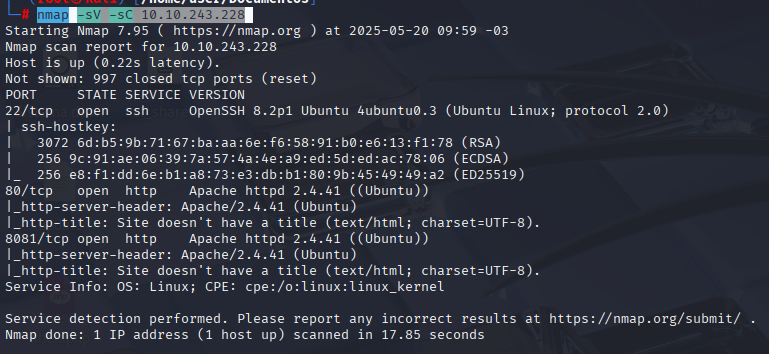 (root㉿kali)-[/home/user/Documentos]
# nmap -sV -sC 10.10.243.228
Starting Nmap 7.95 ( https://nmap.org ) at 2025-05-20 09:59 -03
Nmap scan report for 10.10.243.228
Host is up (0.22s latency).
Not shown: 997 closed tcp ports (reset)
PORT     STATE SERVICE VERSION
22/tcp   open  ssh     OpenSSH 8.2p1 Ubuntu 4ubuntu0.3 (Ubuntu Linux; protocol 2.0)
| ssh-hostkey:
|   3072 6d:b5:9b:71:67:ba:aa:6e:f6:58:91:b0:e6:13:f1:78 (RSA)
|   256 9c:91:ae:06:39:7a:57:4a:4e:a9:ed:5d:ed:ac:78:06 (ECDSA)
|_  256 e8:f1:dd:6e:b1:a8:73:e3:db:b1:80:9b:45:49:49:a2 (ED25519)
80/tcp   open  http    Apache httpd 2.4.41 ((Ubuntu))
|_http-server-header: Apache/2.4.41 (Ubuntu)
|_http-title: Site doesn't have a title (text/html; charset=UTF-8).
8081/tcp open  http    Apache httpd 2.4.41 ((Ubuntu))
|_http-server-header: Apache/2.4.41 (Ubuntu)
|_http-title: Site doesn't have a title (text/html; charset=UTF-8).
Service Info: OS: Linux; CPE: cpe:/o:linux:linux_kernel

Service detection performed. Please report any incorrect results at https://nmap.org/submit/ .
Nmap done: 1 IP address (1 host up) scanned in 17.85 seconds